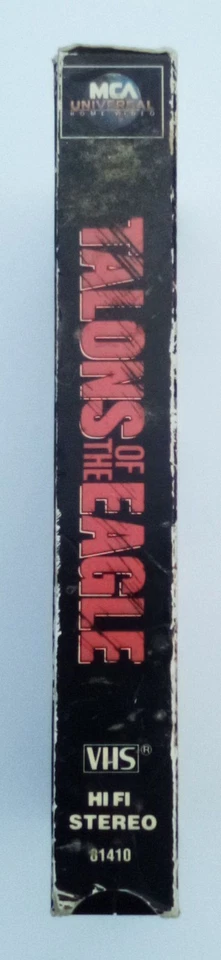 MCA
UNIVERSAL
HOME VIDEO
TALONS
OF
THE
EAGLE
VHS®
HI FI
STEREO
81410